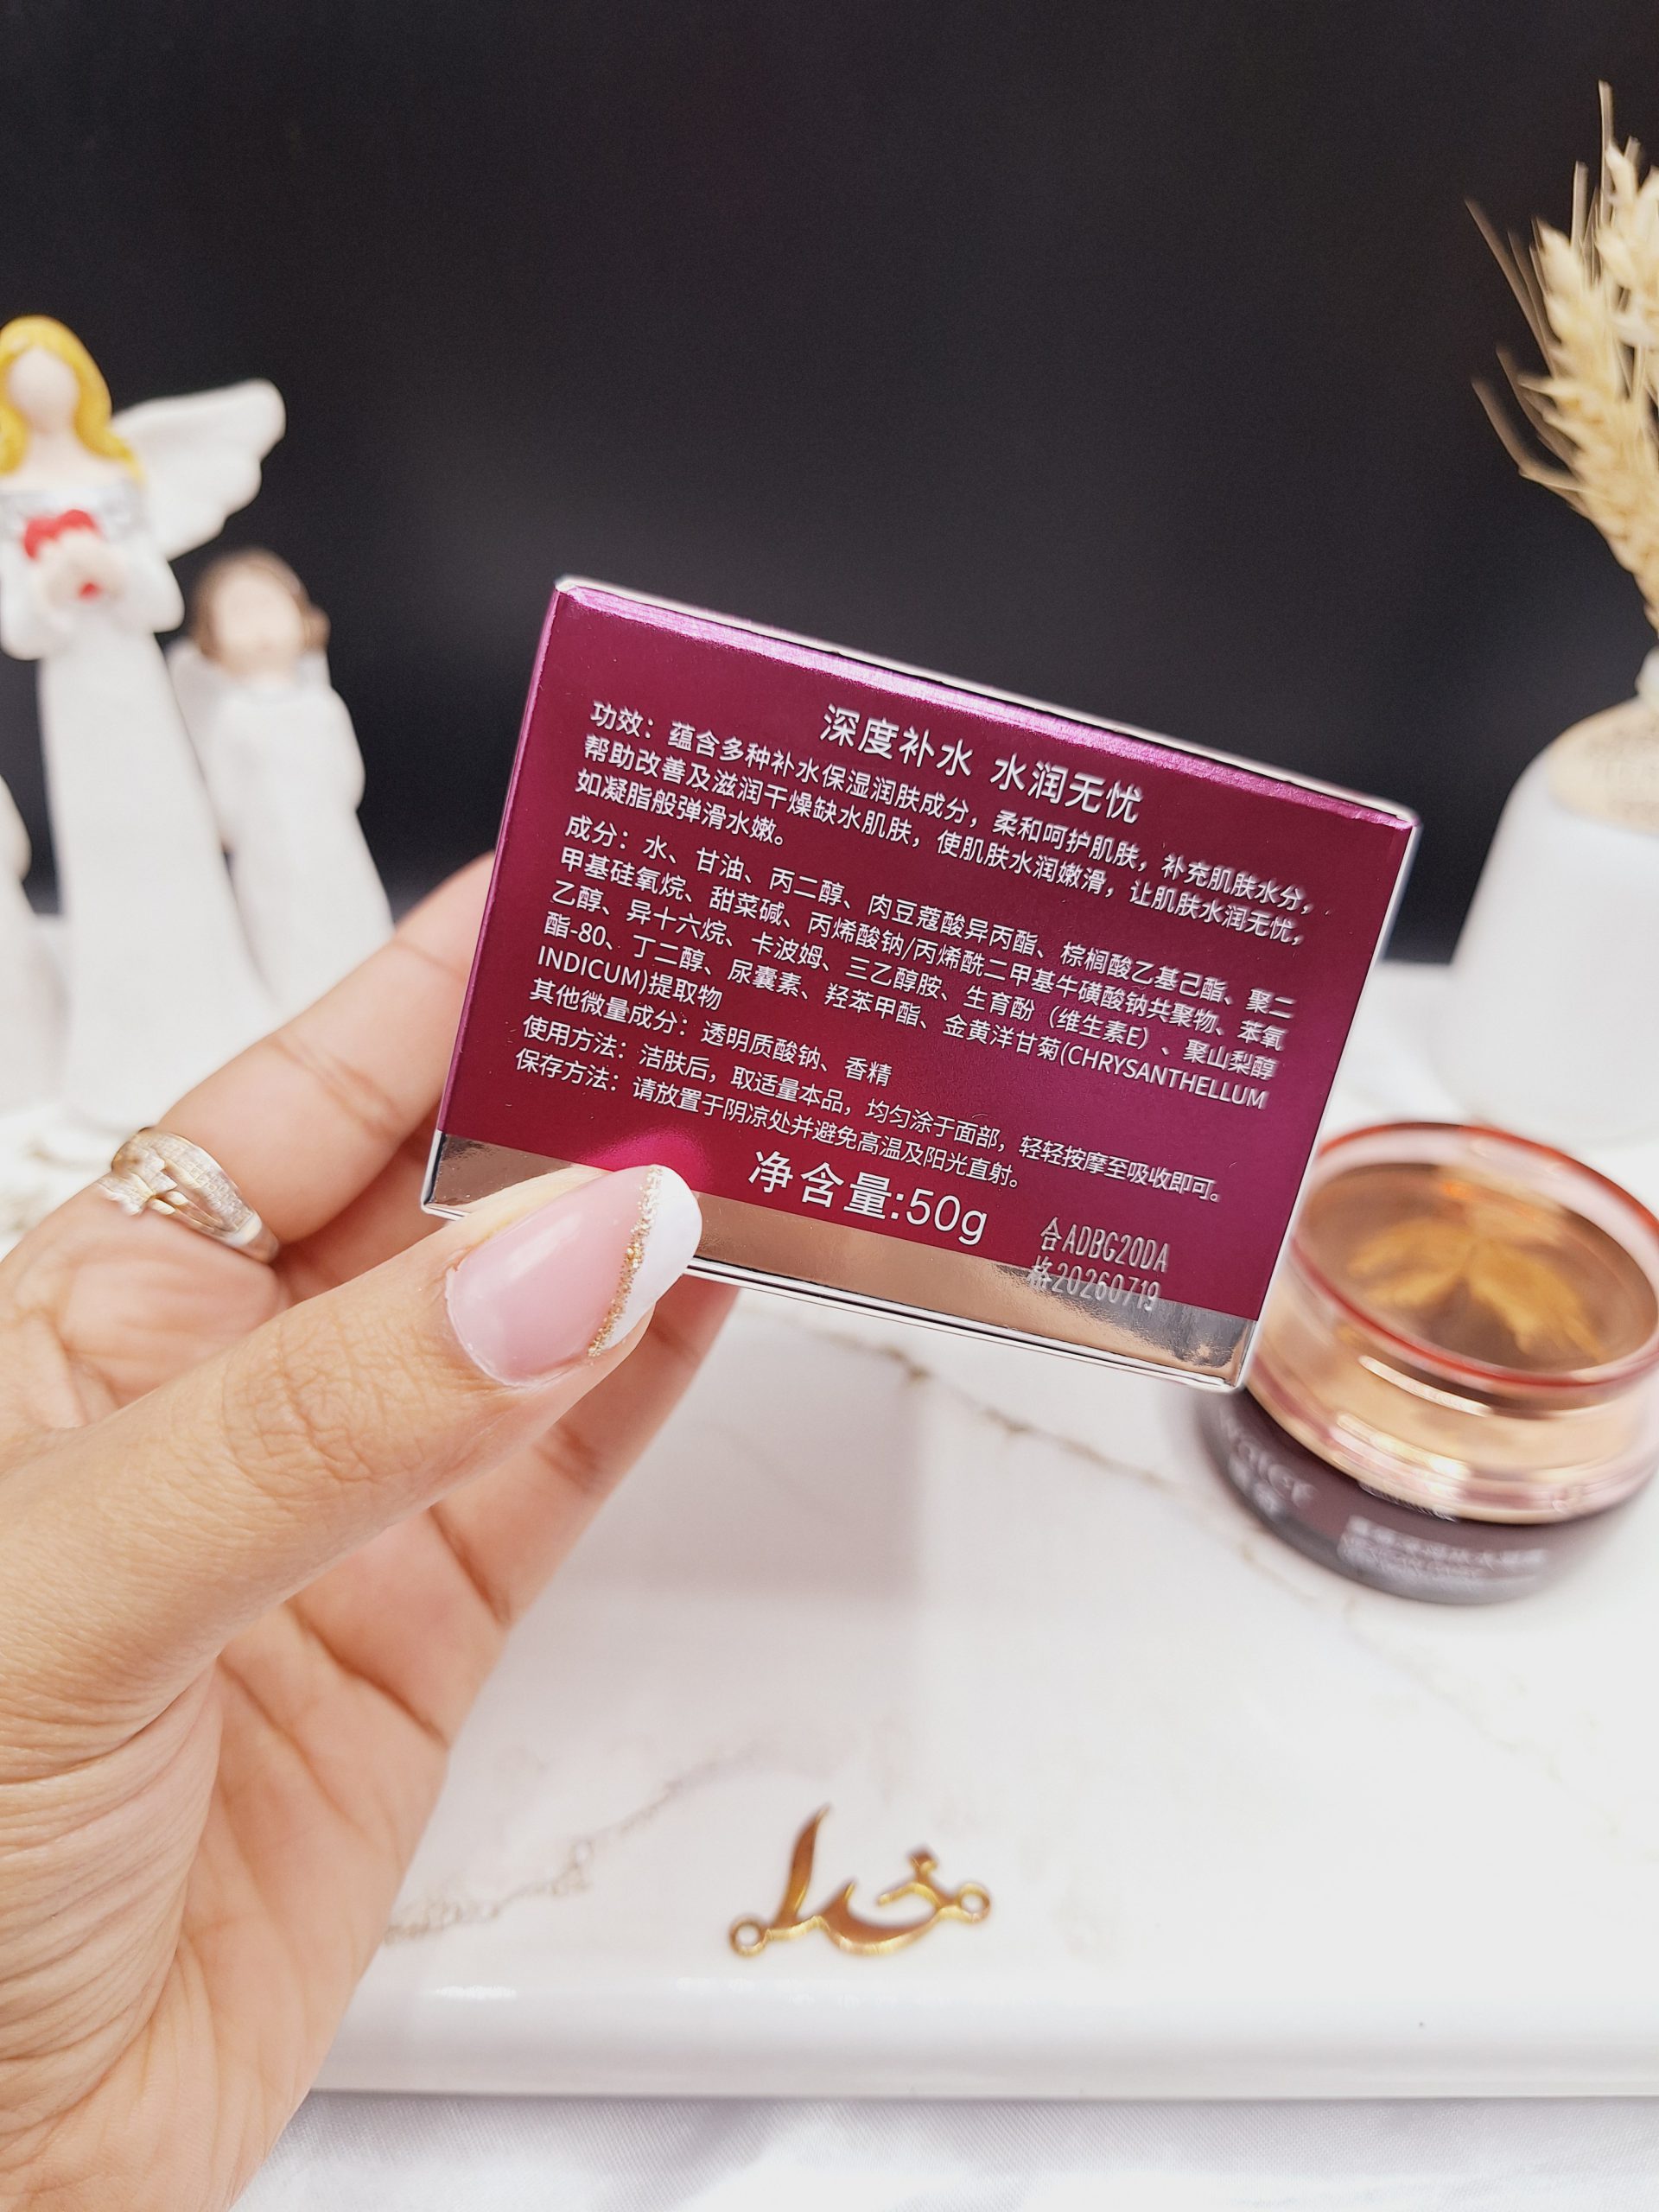 深度补水 水润无忧
功效：蕴含多种补水保湿润肤成分，柔和呵护肌肤，补充肌肤水分，
帮助改善及滋润干燥缺水肌肤，使肌肤水润嫩滑，让肌肤水润无忧，
如凝脂般弹滑水嫩。
成分：水、甘油、丙二醇、肉豆蔻酸异丙酯、棕榈酸乙基己酯、聚二
甲基硅氧烷、甜菜碱、丙烯酸钠/丙烯酰二甲基牛磺酸钠共聚物、苯氧
乙醇、异十六烷、卡波姆、三乙醇胺、生育酚（维生素E）、聚山梨醇
酯-80、丁二醇、尿囊素、羟苯甲酯、金黄洋甘菊(CHRYSANTHELLUM
INDICUM)提取物
其他微量成分：透明质酸钠、香精
使用方法：洁肤后，取适量本品，均匀涂于面部，轻轻按摩至吸收即可。
保存方法：请放置于阴凉处并避免高温及阳光直射。
净含量:50g
合ADBG20DA
格20260719
water